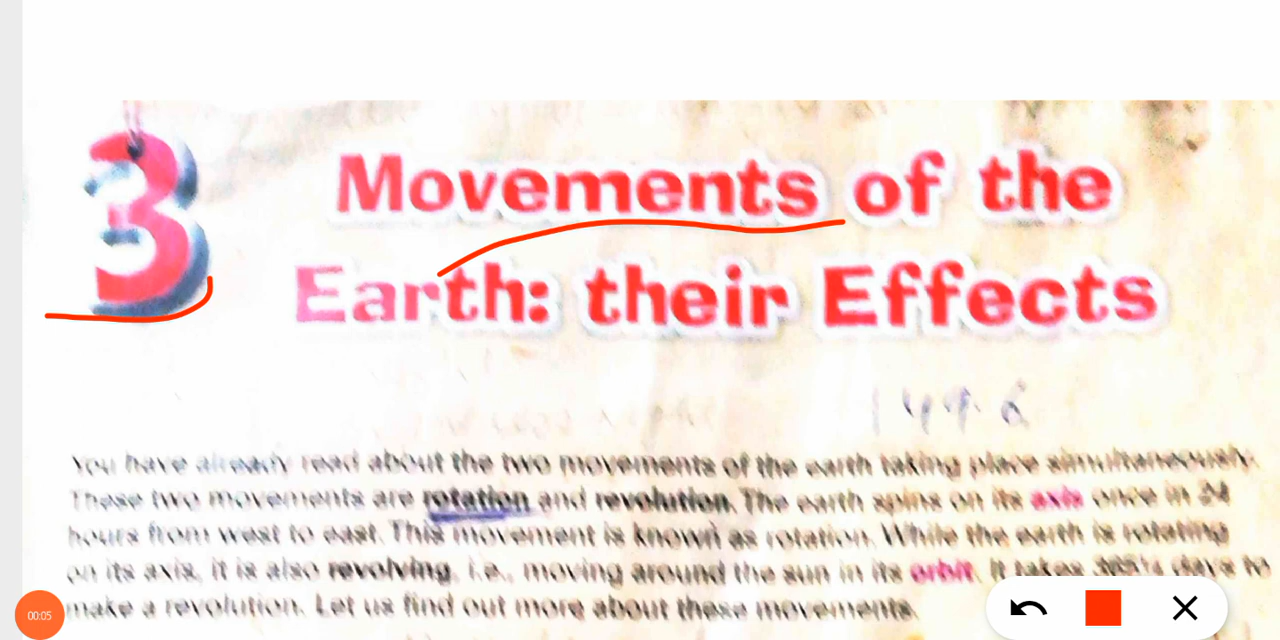 3
Movements of the
Earth: their Effects
149.6
You have already read about the two movements of the earth taking place simultaneously.
These two movements are rotation and revolution. The earth spins on its axis once in 24
hours from west to east. This movement is known as rotation. While the earth is rotating
on its axis, it is also revolving, i.e., moving around the sun in its orbit. It takes 365¼ days to
make a revolution. Let us find out more about these movements.
00:05